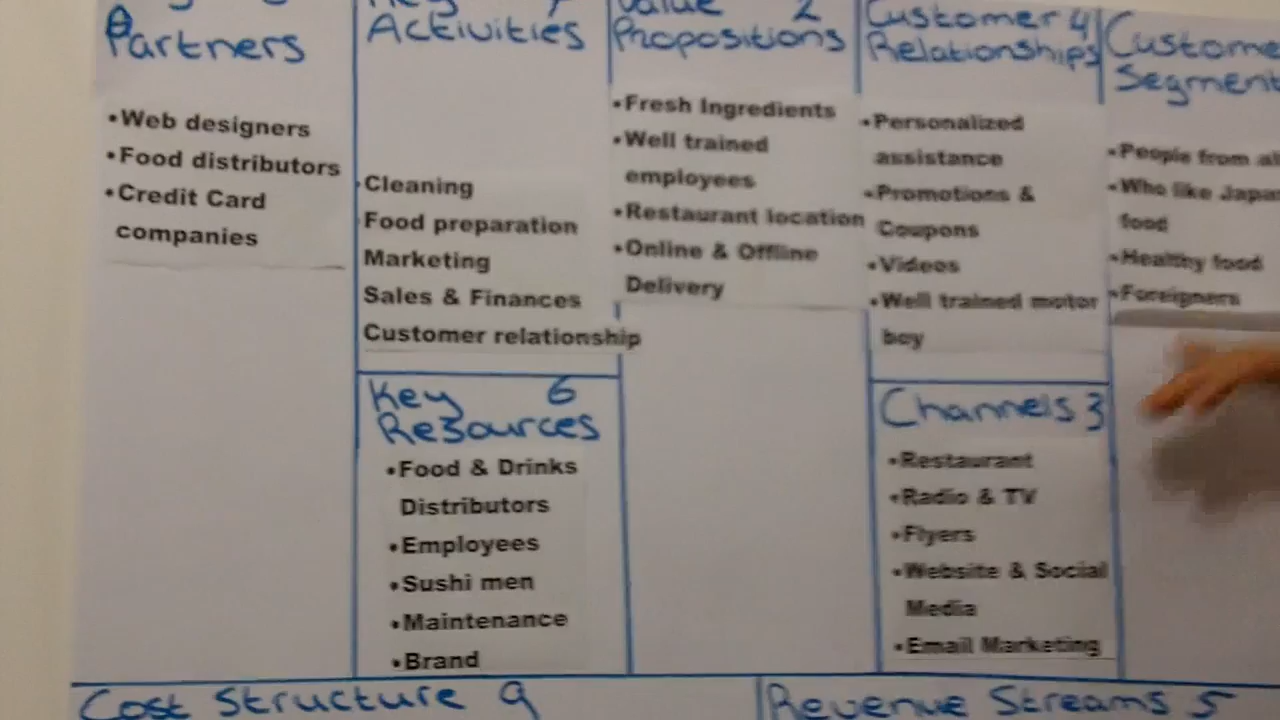 Partners
• Web designers
• Food distributors
• Credit Card
companies
Activities
Cleaning
Food preparation
Marketing
Sales & Finances
Customer relationship
Key 6
Resources
• Food & Drinks
Distributors
• Employees
• Sushi men
• Maintenance
• Brand
Value 2
Propositions
• Fresh Ingredients
• Well trained
employees
• Restaurant location
• Online & Offline
Delivery
Customer 4
Relationships
• Personalized
assistance
• Promotions &
Coupons
• Videos
• Well trained motor
boy
Channels 3
• Restaurant
• Radio & TV
• Flyers
• Website & Social
Media
• Email Marketing
Custome
Segment
• People from al
• Who like Japa
food
• Healthy food
• Foreigners
Cost Structure 9
Revenue Streams 5